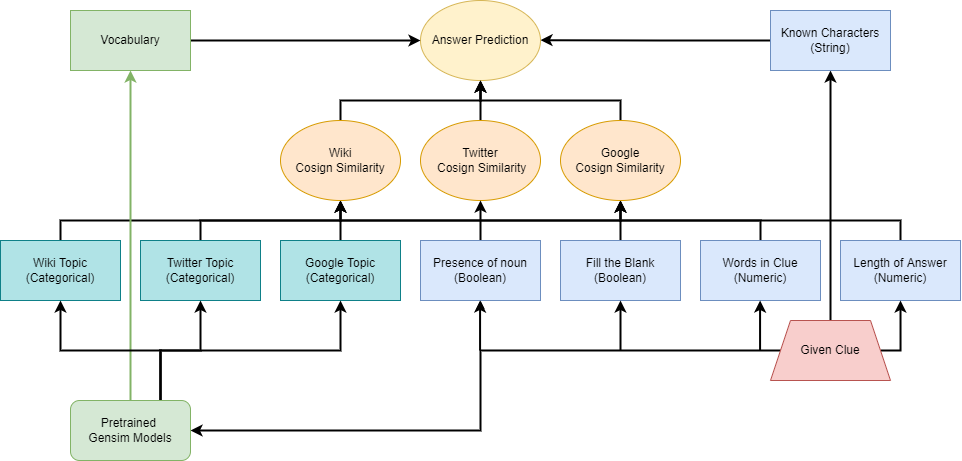 Vocabulary
Answer Prediction
Known Characters
(String)
Wiki
Cosign Similarity
Twitter
Cosign Similarity
Google
Cosign Similarity
Wiki Topic
(Categorical)
Twitter Topic
(Categorical)
Google Topic
(Categorical)
Presence of noun
(Boolean)
Fill the Blank
(Boolean)
Words in Clue
(Numeric)
Length of Answer
(Numeric)
Given Clue
Pretrained
Gensim Models